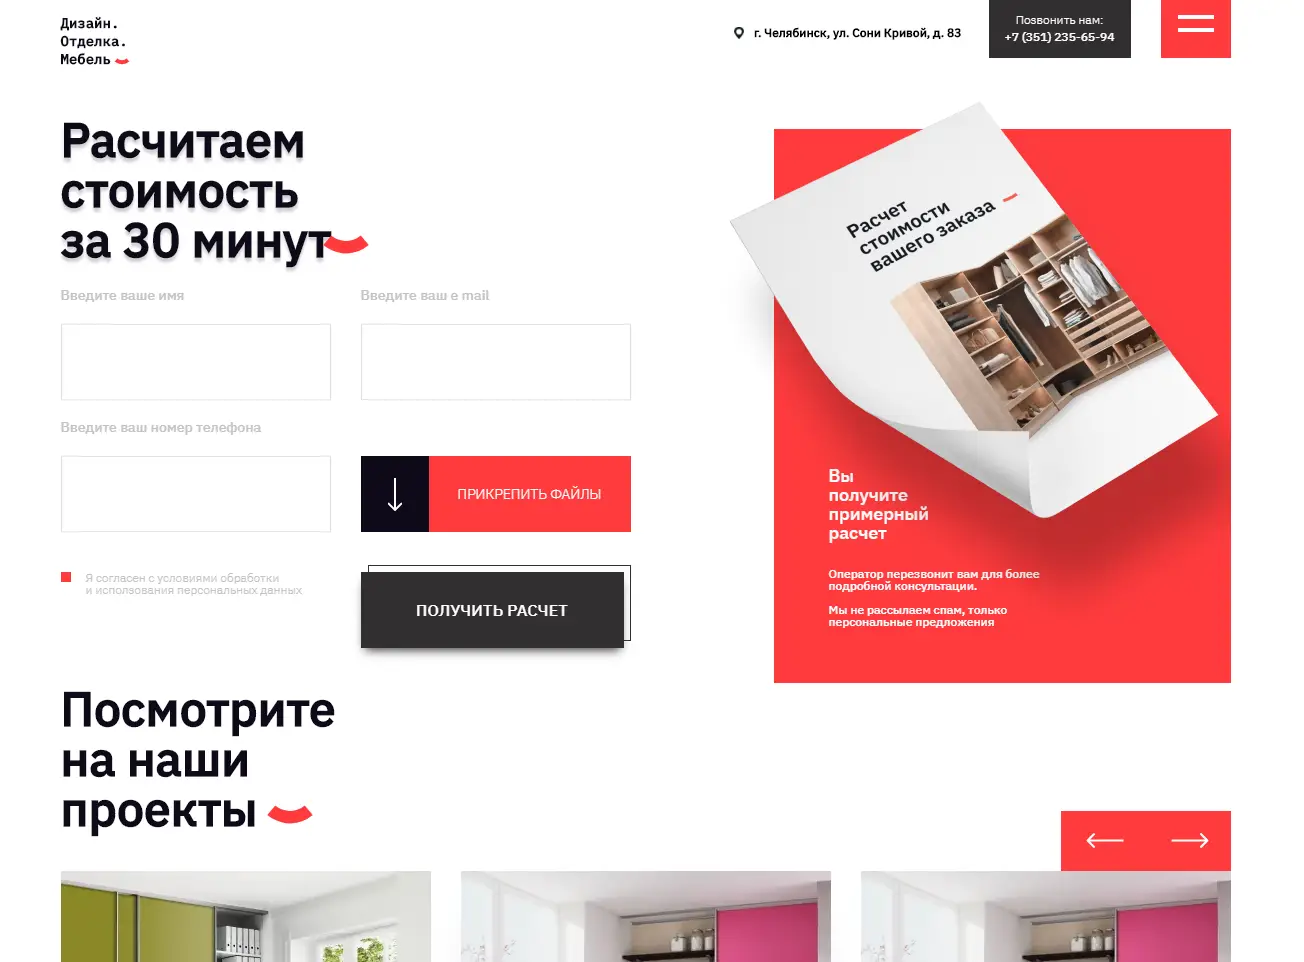 Дизайн.
Отделка.
Мебель
г. Челябинск, ул. Сони Кривой, д. 83
Позвонить нам:
+7 (351) 235-65-94
Расчитаем
стоимость
за 30 минут
Введите ваше имя
Введите ваш e mail
Введите ваш номер телефона
ПРИКРЕПИТЬ ФАЙЛЫ
Я согласен с условиями обработки
и исползования персональных данных
ПОЛУЧИТЬ РАСЧЕТ
Расчет
стоимости
вашего заказа
Вы
получите
примерный
расчет
Оператор перезвонит вам для более
подробной консультации.
Мы не рассылаем спам, только
персональные предложения
Посмотрите
на наши
проекты